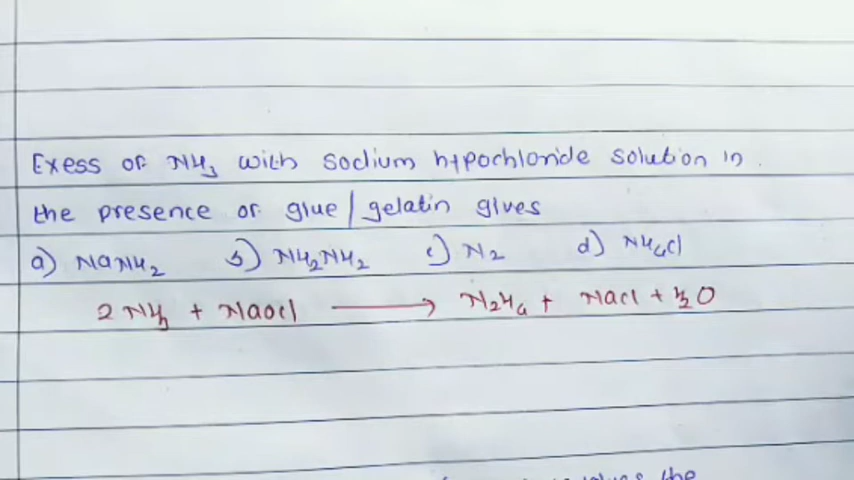 Exess of NH₃ with sodium hypochloride solution in
the presence of glue/gelatin gives
a) NaNH₂ b) NH₂NH₂ c) N₂ d) NH₄Cl
2NH₃ + NaOCl ⟶ N₂H₄ + NaCl + H₂O
the